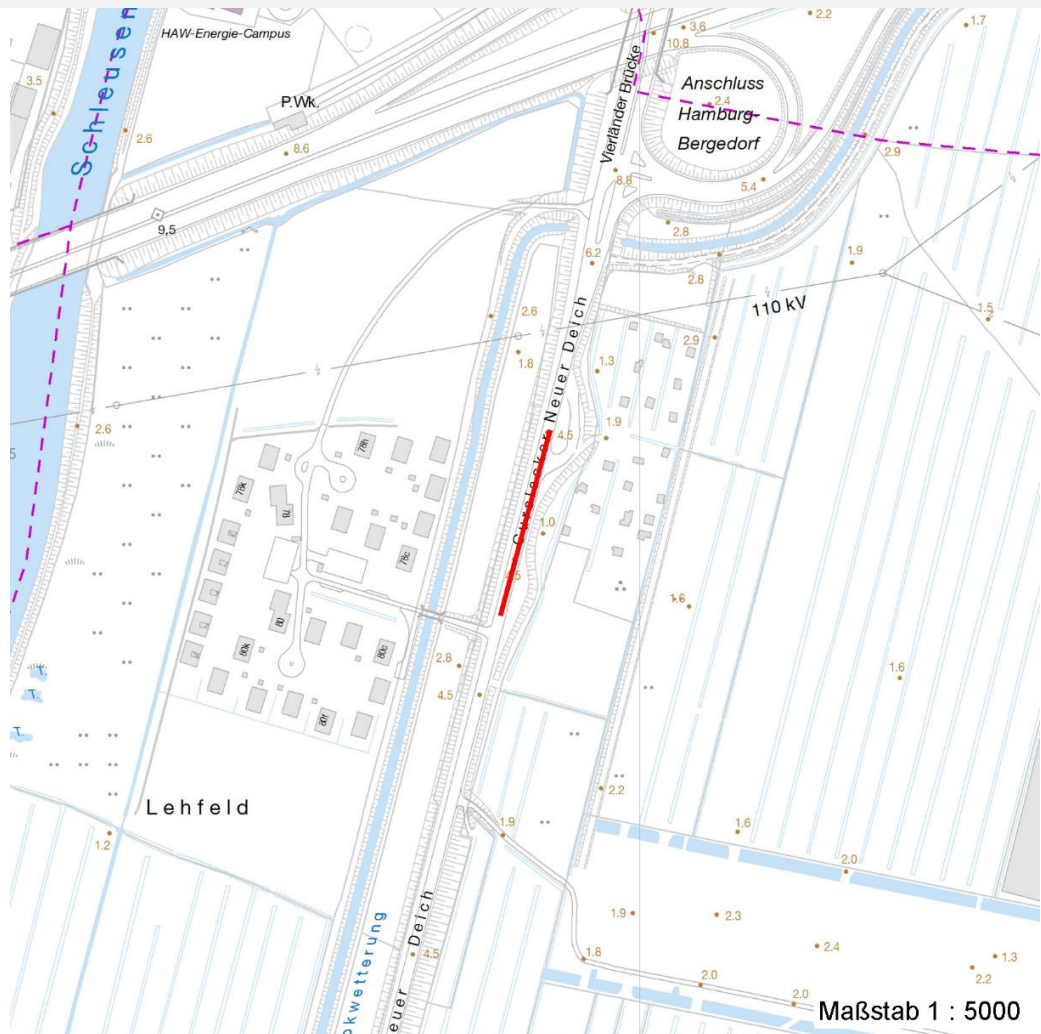 HAW-Energie-Campus
Schleusen
P.Wk.
Vierländer Brücke
Anschluss
Hamburg-
Bergedorf
2.2
1.7
3.6
10.8
3.5
2.4
2.6
2.9
8.6
8.8
5.4
9,5
2.8
6.2
1.9
2.8
110 kV
2.6
1.8
2.9
1.5
1.3
Neuer Deich
4.5
1.9
2.6
78h
78k
78
78c
1.0
1.6
80
80k
80c
80f
2.8
4.5
1.6
T.
T.
T.
Lehfeld
2.2
1.9
1.6
1.2
2.0
1.9
2.3
2.4
1.3
2.2
4.5
1.8
2.0
2.0
okwetterung
euer Deich
Maßstab 1 : 5000